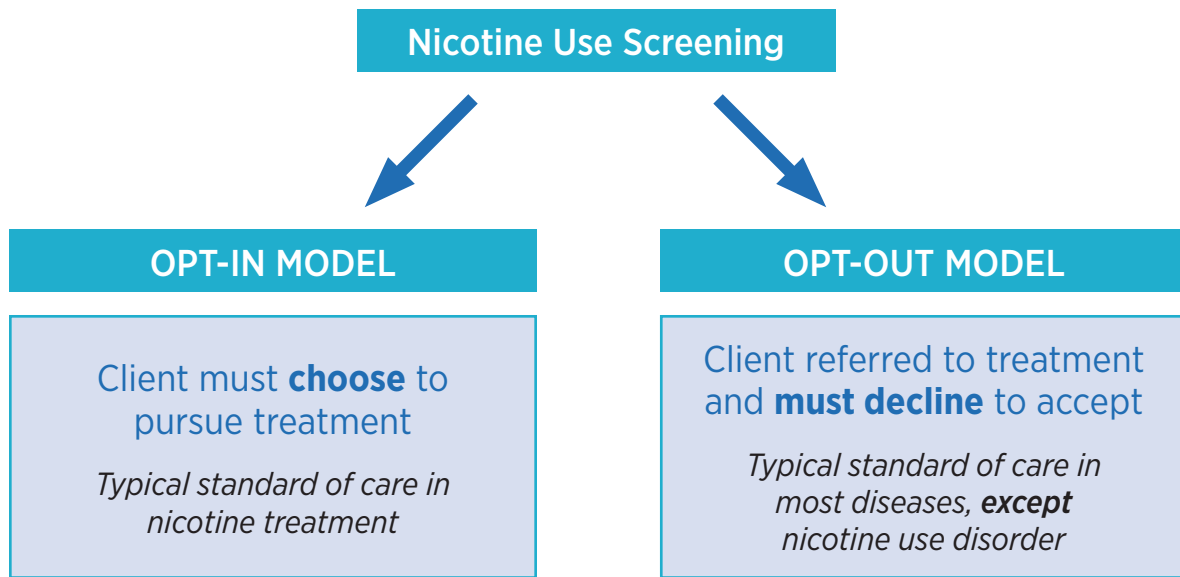 Nicotine Use Screening
OPT-IN MODEL
Client must choose to
pursue treatment
Typical standard of care in
nicotine treatment
OPT-OUT MODEL
Client referred to treatment
and must decline to accept
Typical standard of care in
most diseases, except
nicotine use disorder